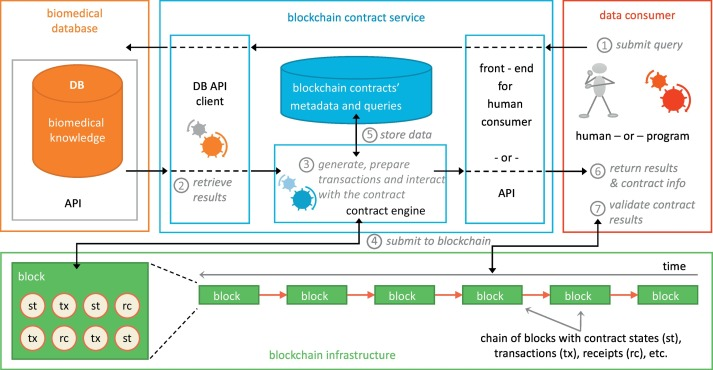 biomedical
database
blockchain contract service
data consumer
1 submit query
DB
biomedical
knowledge
API
DB API
client
blockchain contracts'
metadata and queries
front - end
for
human
consumer
- or -
API
human – or – program
5 store data
2 retrieve
results
3 generate, prepare
transactions and interact
with the contract
contract engine
6 return results
& contract info
7 validate contract
results
4 submit to blockchain
block
st tx st rc
tx rc tx st
time
block block block block block block
chain of blocks with contract states (st),
transactions (tx), receipts (rc), etc.
blockchain infrastructure